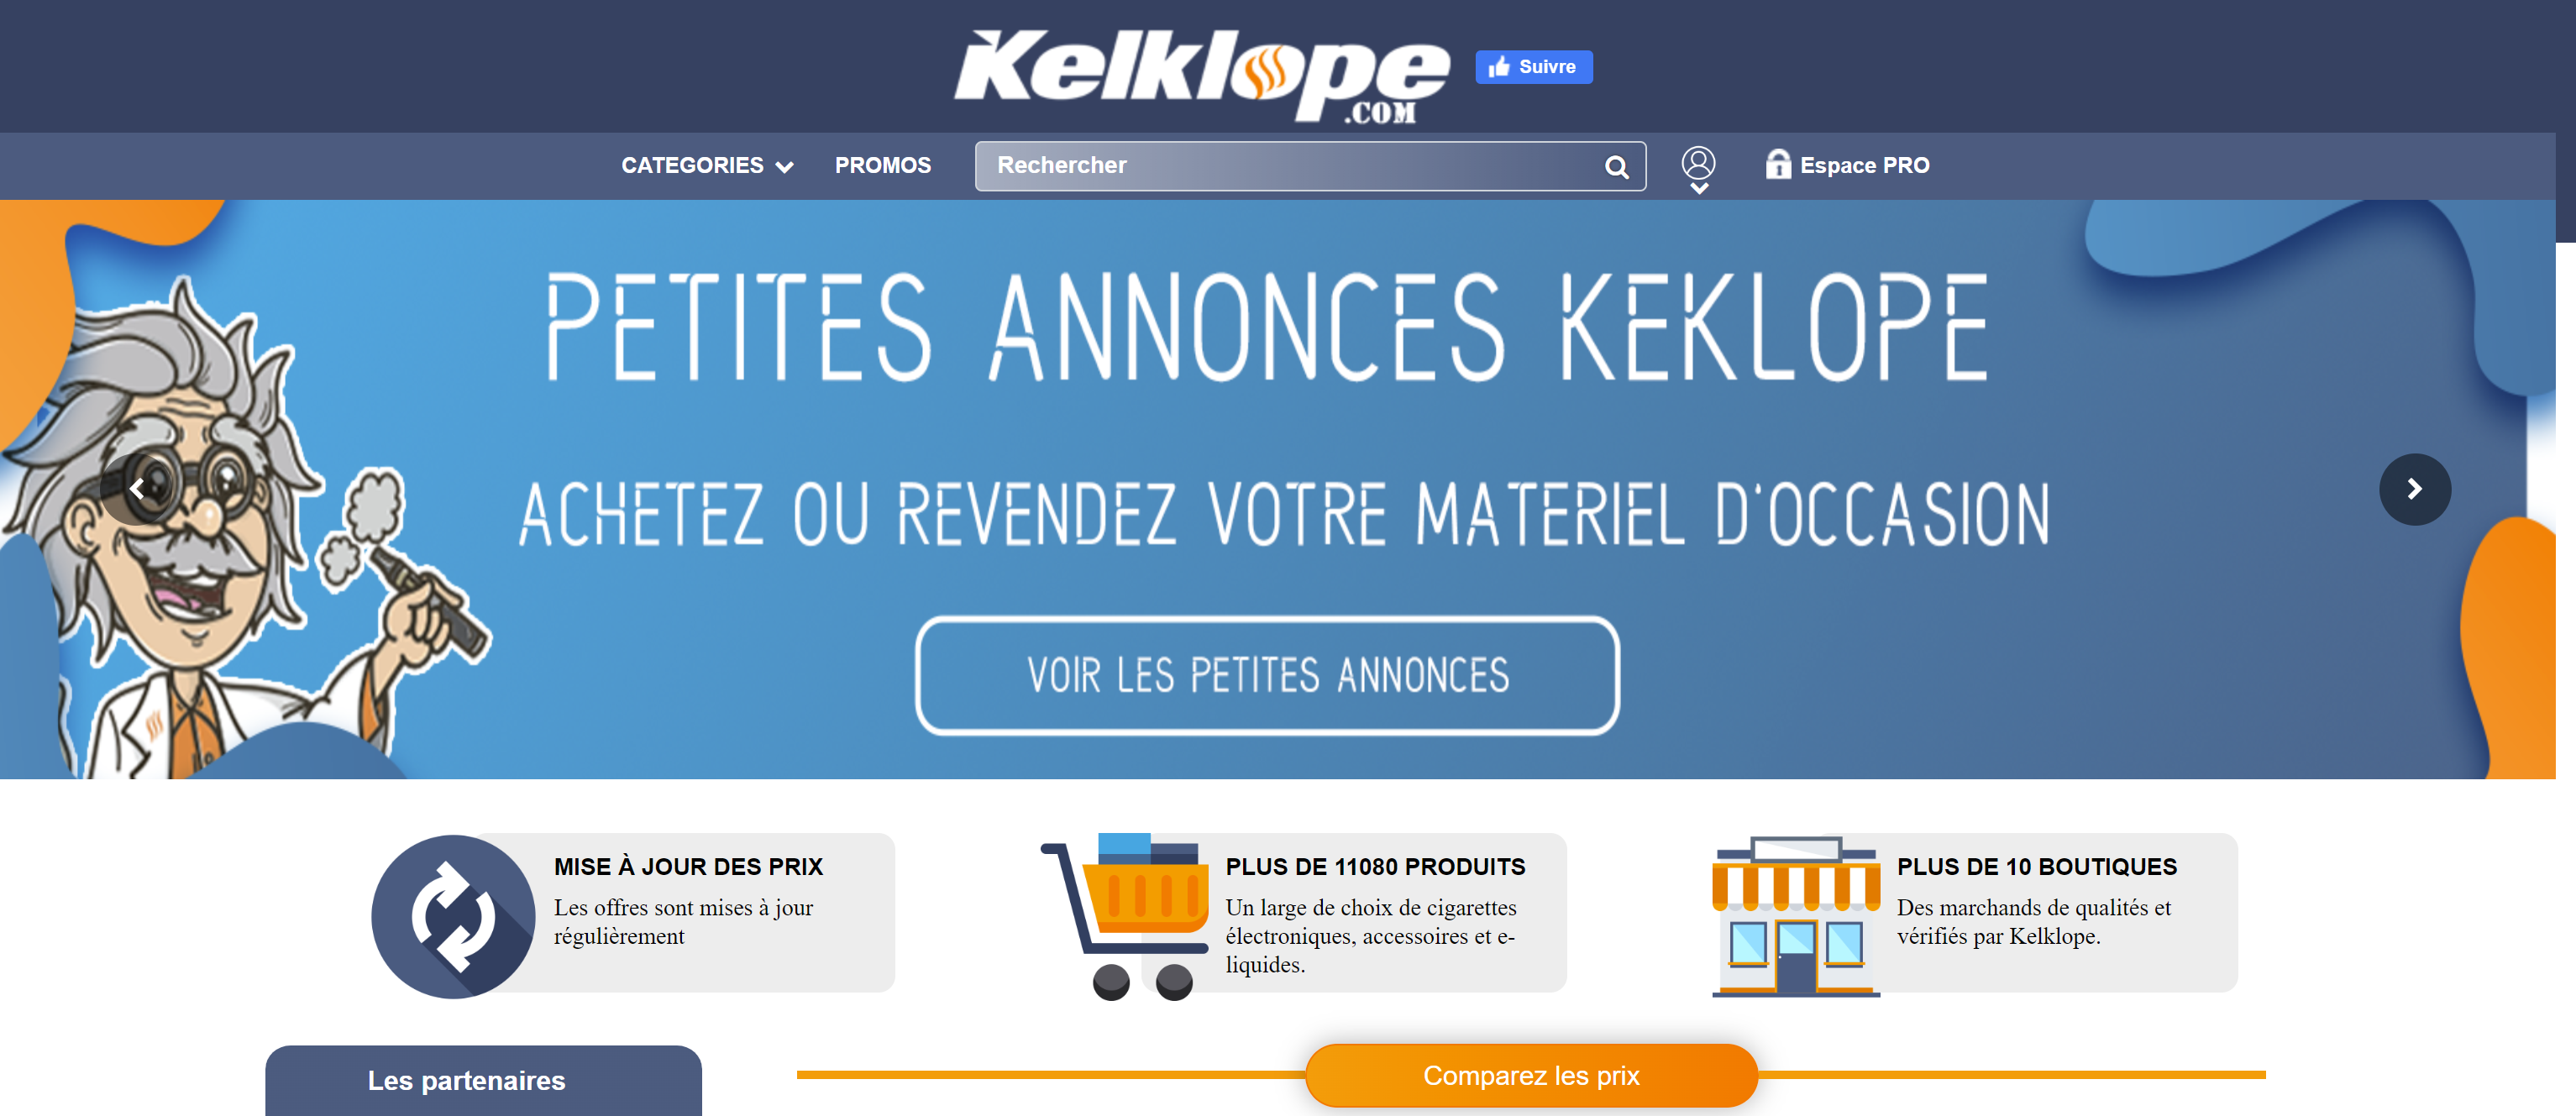 Kelklope
.COM
Suivre
CATEGORIES
PROMOS
Rechercher
Espace PRO
PETITES ANNONCES KEKLOPE
ACHETEZ OU REVENDEZ VOTRE MATERIEL D'OCCASION
VOIR LES PETITES ANNONCES
MISE À JOUR DES PRIX
Les offres sont mises à jour
régulièrement
PLUS DE 11080 PRODUITS
Un large de choix de cigarettes
électroniques, accessoires et e-
liquides.
PLUS DE 10 BOUTIQUES
Des marchands de qualités et
vérifiés par Kelklope.
Les partenaires
Comparez les prix